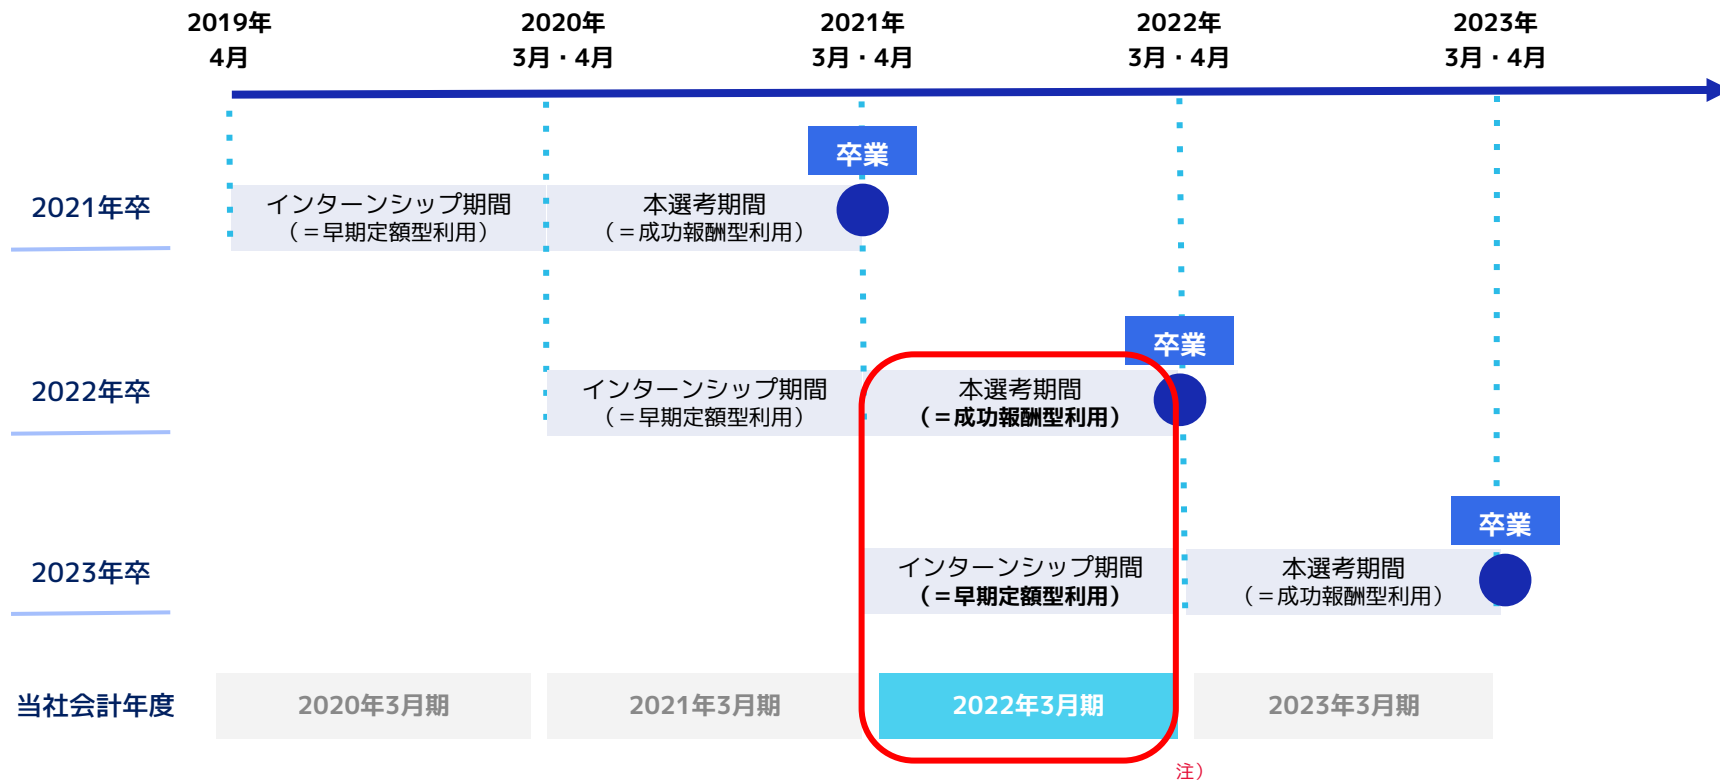 2019年
4月
2020年
3月・4月
2021年
3月・4月
2022年
3月・4月
2023年
3月・4月
卒業
2021年卒
インターンシップ期間
（＝早期定額型利用）
本選考期間
（＝成功報酬型利用）
卒業
2022年卒
インターンシップ期間
（＝早期定額型利用）
本選考期間
（＝成功報酬型利用）
卒業
2023年卒
インターンシップ期間
（＝早期定額型利用）
本選考期間
（＝成功報酬型利用）
当社会計年度
2020年3月期
2021年3月期
2022年3月期
2023年3月期
注）